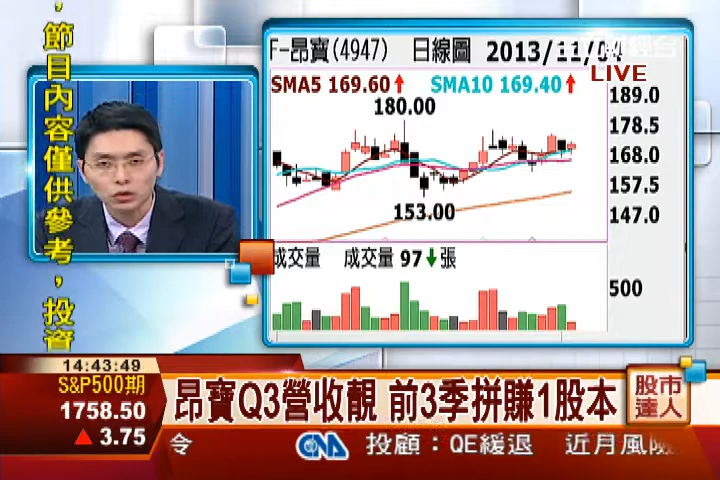 ，節目內容僅供參考，投資
F-昂寶(4947) 日線圖 2013/11/04
LIVE
SMA5 169.60 SMA10 169.40
189.0
180.00
178.5
168.0
157.5
153.00
147.0
成交量 成交量 97 張
500
14:43:49
S&P500期
1758.50
▲ 3.75
昂寶Q3營收靚 前3季拼賺1股本
股市
達人
令 CNA 投顧：QE緩退 近月風險